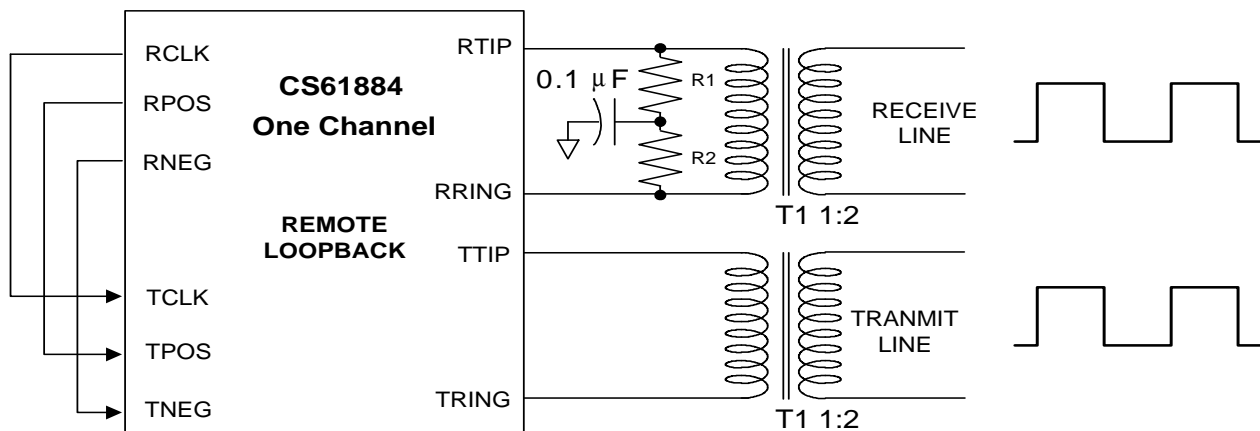 RCLK
RPOS
RNEG
CS61884
One Channel
REMOTE
LOOPBACK
TCLK
TPOS
TNEG
RTIP
RRING
TTIP
TRING
0.1 μF
R1
R2
RECEIVE
LINE
T1 1:2
TRANMIT
LINE
T1 1:2